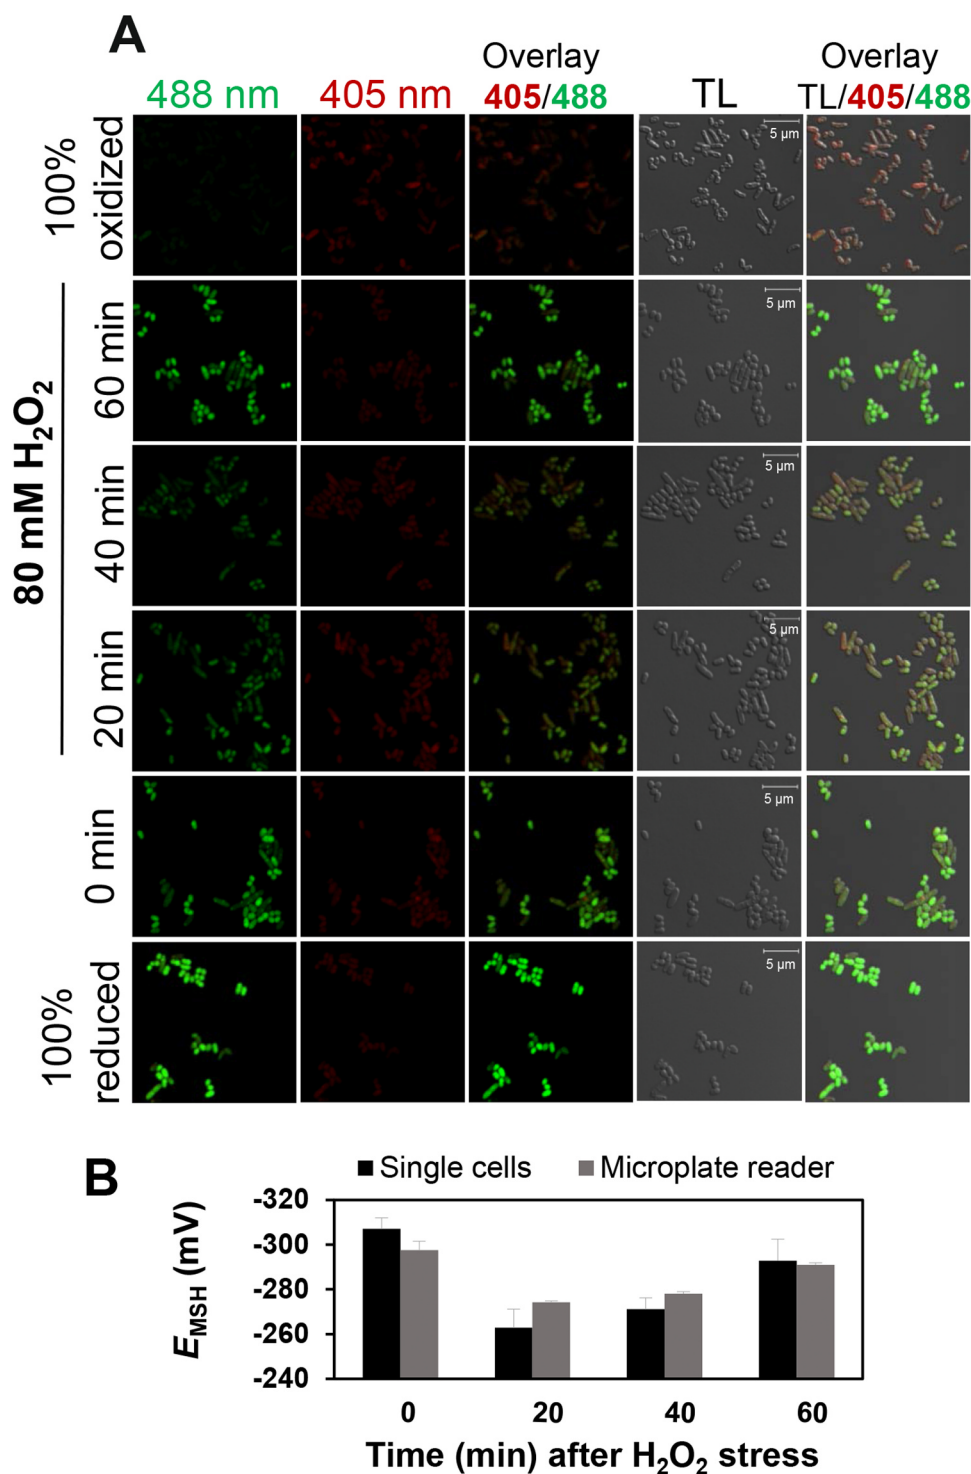 A
488 nm
405 nm
Overlay
405/488
TL
Overlay
TL/405/488
100%
oxidized
5 µm
80 mM H₂O₂
60 min
5 µm
40 min
5 µm
20 min
5 µm
0 min
5 µm
100%
reduced
5 µm
B
Single cells
Microplate reader
EMSH (mV)
-320
-300
-280
-260
-240
0 20 40 60
Time (min) after H₂O₂ stress